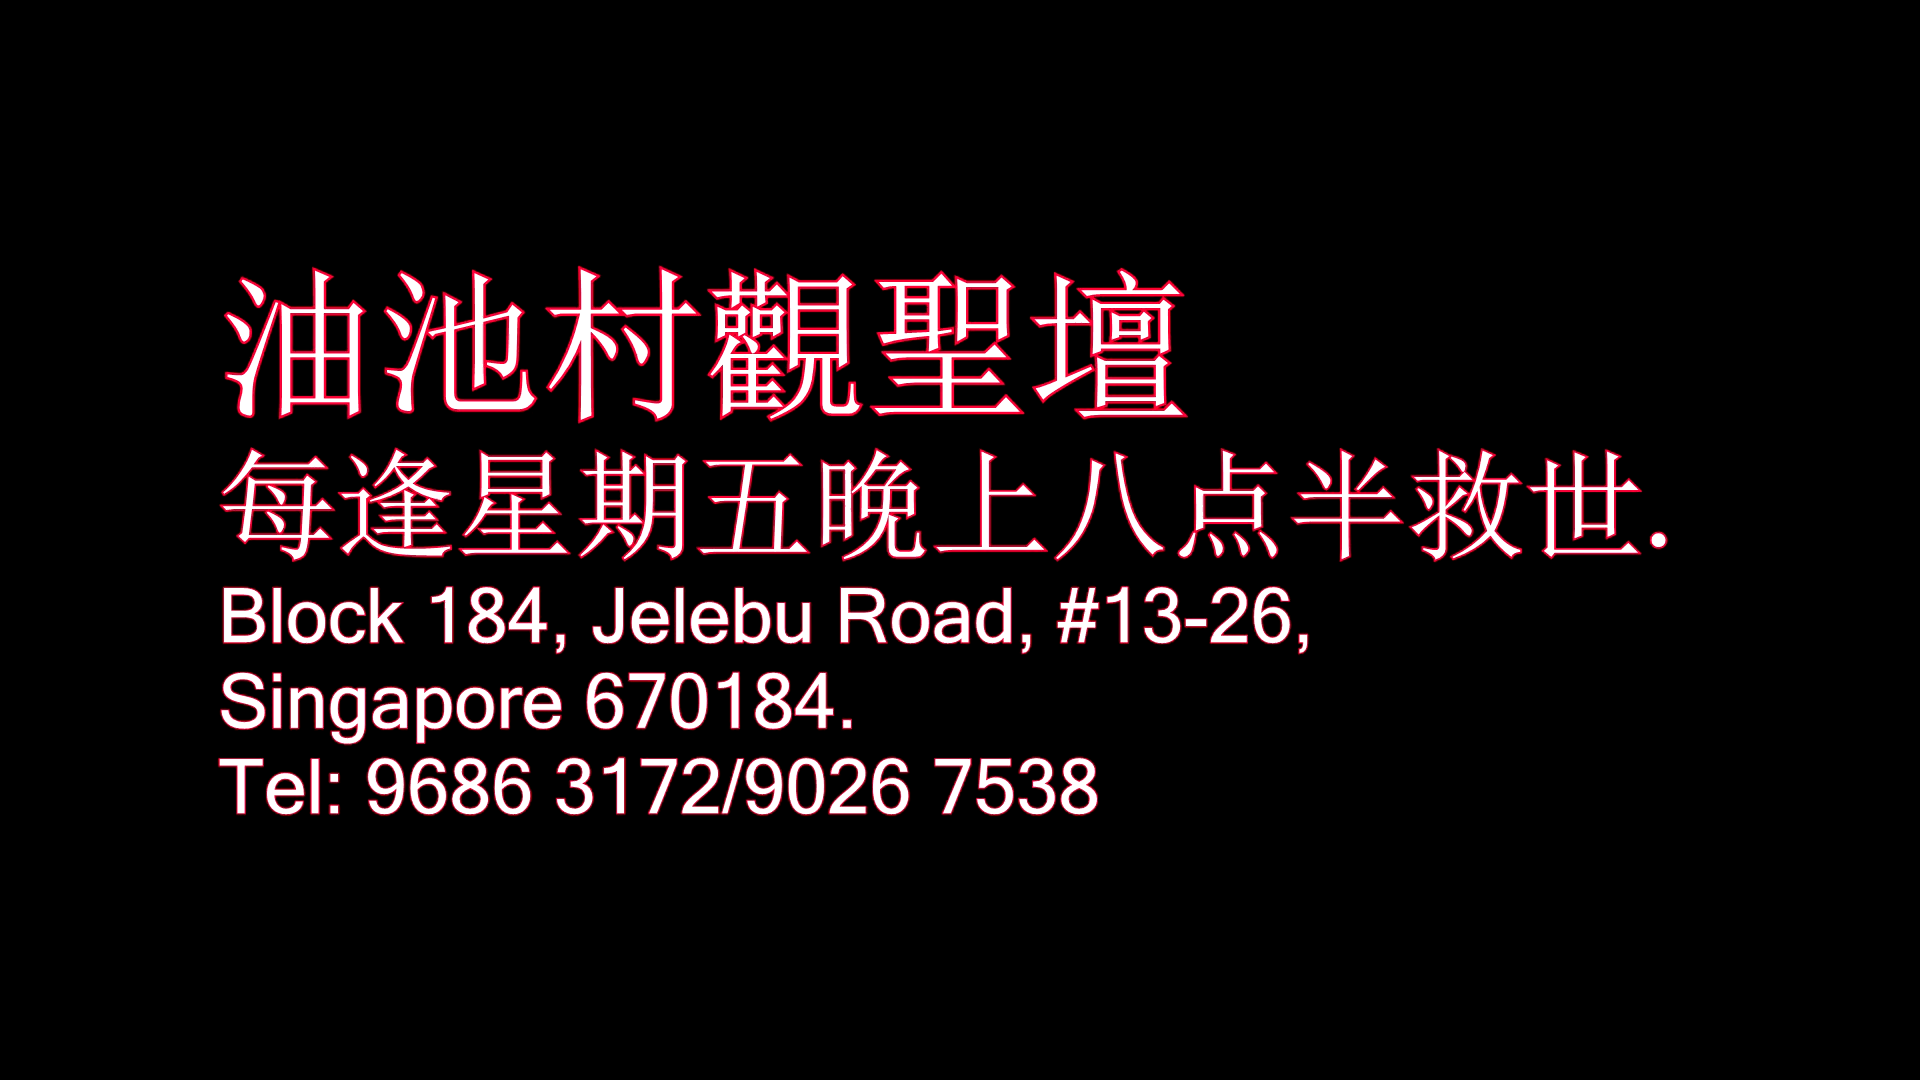 油池村觀聖壇
每逢星期五晚上八点半救世.
Block 184, Jelebu Road, #13-26,
Singapore 670184.
Tel: 9686 3172/9026 7538